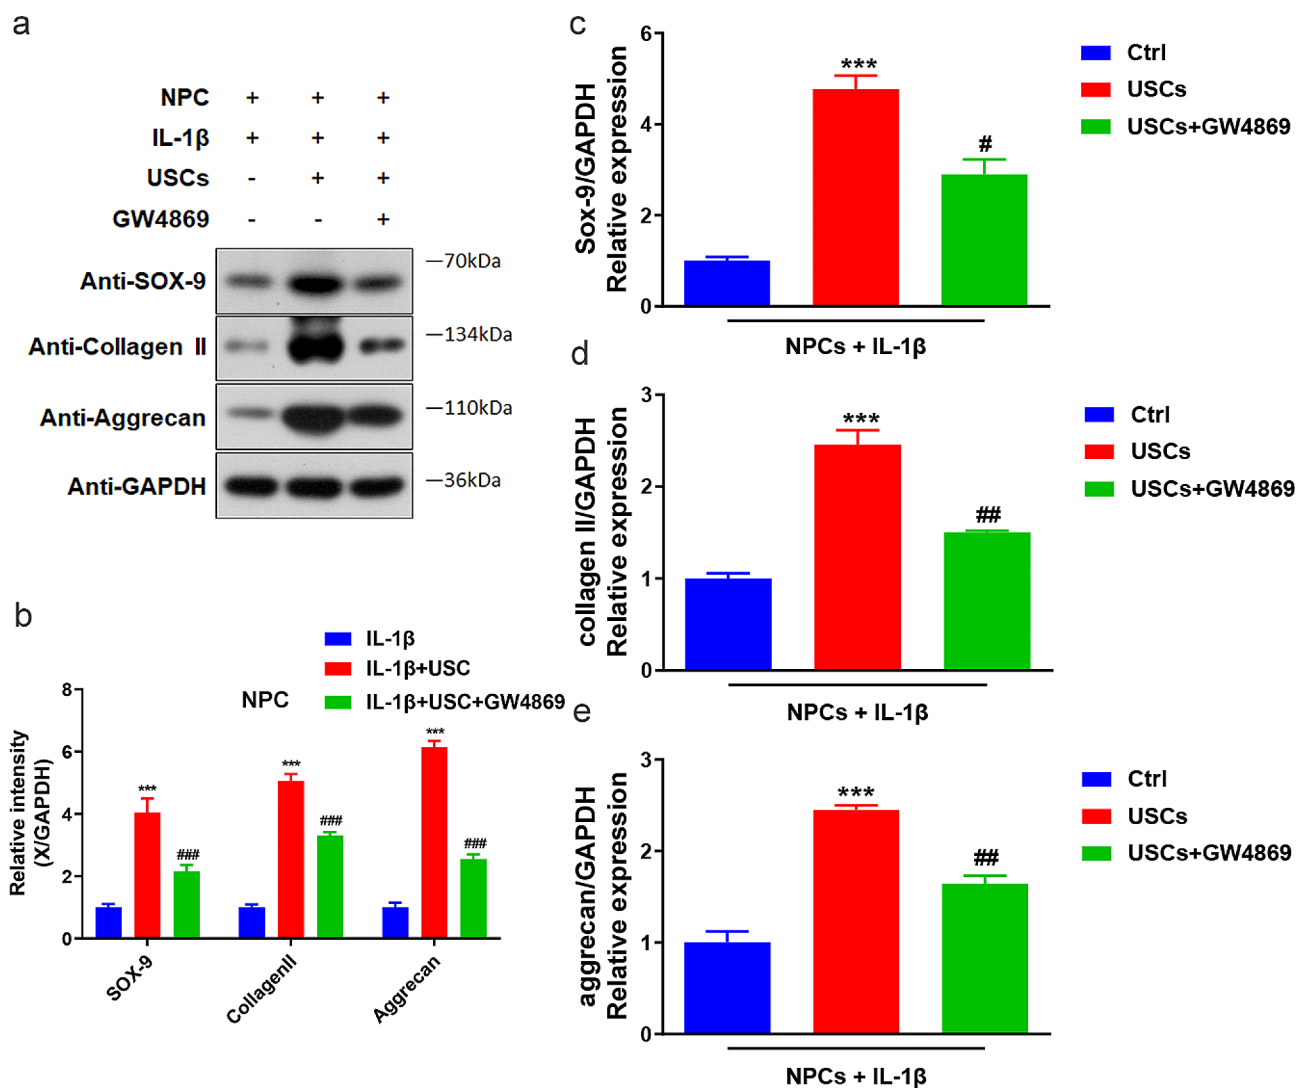 a
NPC + + +
IL-1β + + +
USCs - + +
GW4869 - - +
Anti-SOX-9
—70kDa
Anti-Collagen II
—134kDa
Anti-Aggrecan
—110kDa
Anti-GAPDH
—36kDa
b
IL-1β
IL-1β+USC
IL-1β+USC+GW4869
NPC
Relative intensity
(X/GAPDH)
8
6
4
2
0
***
###
***
###
***
###
SOX-9
CollagenII
Aggrecan
c
Sox-9/GAPDH
Relative expression
6
4
2
0
***
#
NPCs + IL-1β
Ctrl
USCs
USCs+GW4869
d
collagen II/GAPDH
Relative expression
3
2
1
0
***
##
NPCs + IL-1β
Ctrl
USCs
USCs+GW4869
e
aggrecan/GAPDH
Relative expression
3
2
1
0
***
##
NPCs + IL-1β
Ctrl
USCs
USCs+GW4869